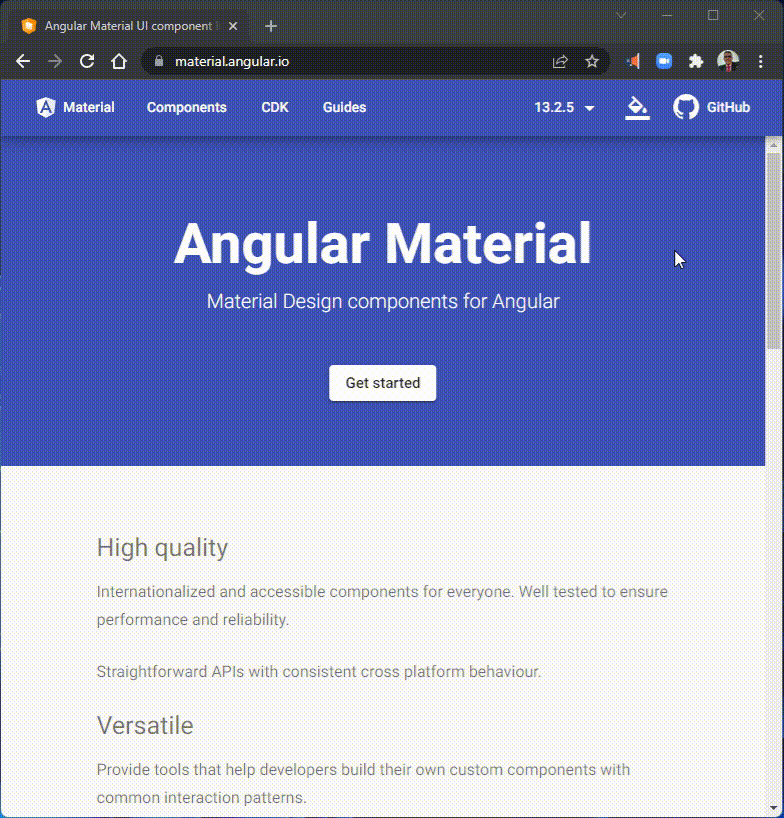 Angular Material UI component l
material.angular.io
Material Components CDK Guides 13.2.5 GitHub
Angular Material
Material Design components for Angular
Get started
High quality
Internationalized and accessible components for everyone. Well tested to ensure
performance and reliability.
Straightforward APIs with consistent cross platform behaviour.
Versatile
Provide tools that help developers build their own custom components with
common interaction patterns.